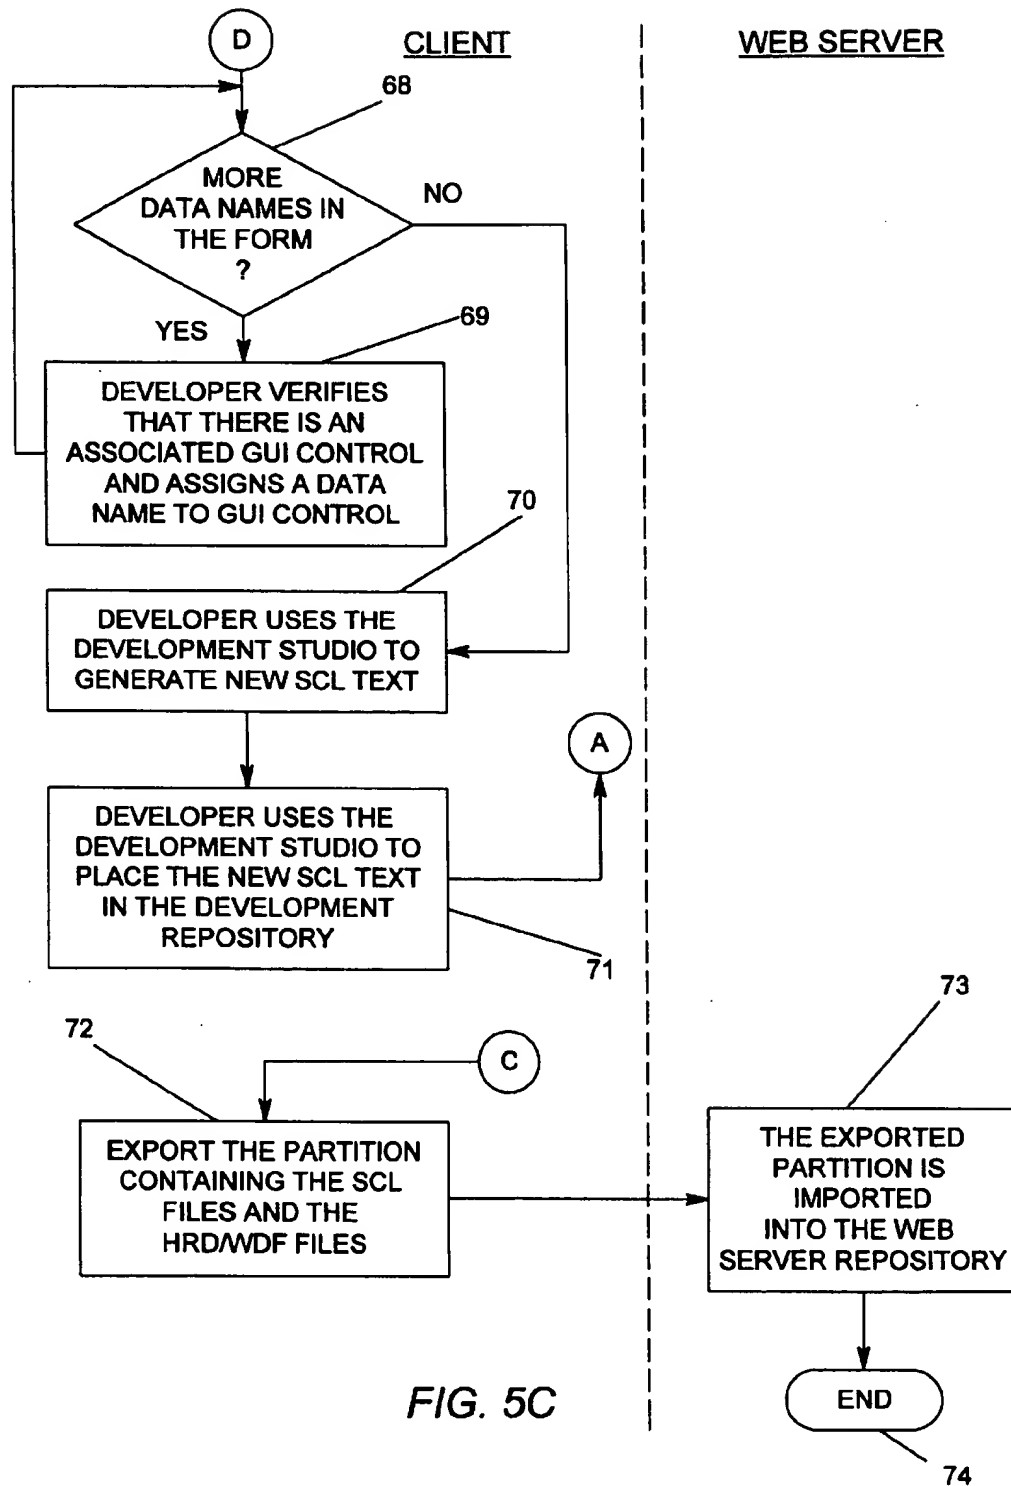 D
CLIENT
WEB SERVER
68
MORE
DATA NAMES IN
THE FORM
?
NO
YES
69
DEVELOPER VERIFIES
THAT THERE IS AN
ASSOCIATED GUI CONTROL
AND ASSIGNS A DATA
NAME TO GUI CONTROL
70
DEVELOPER USES THE
DEVELOPMENT STUDIO TO
GENERATE NEW SCL TEXT
A
DEVELOPER USES THE
DEVELOPMENT STUDIO TO
PLACE THE NEW SCL TEXT
IN THE DEVELOPMENT
REPOSITORY
71
72
C
73
EXPORT THE PARTITION
CONTAINING THE SCL
FILES AND THE
HRD/WDF FILES
THE EXPORTED
PARTITION IS
IMPORTED
INTO THE WEB
SERVER REPOSITORY
END
74
FIG. 5C